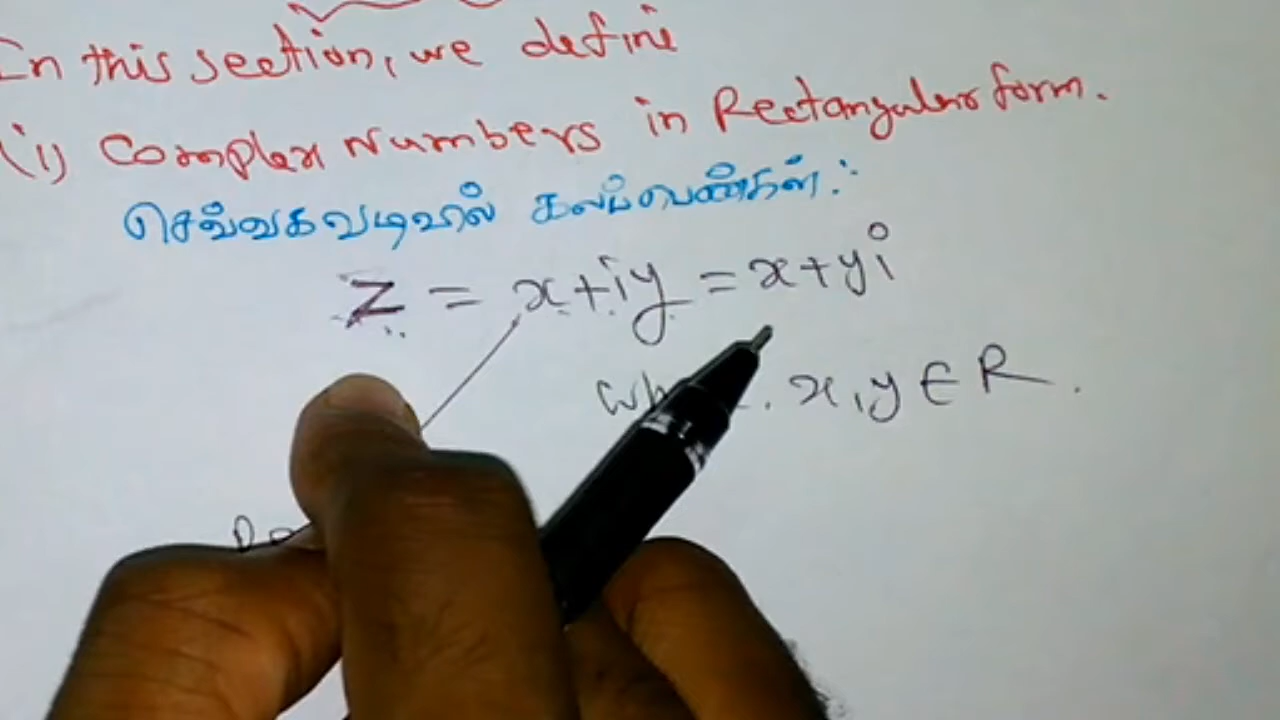 In this section, we define
(i) Complex Numbers in Rectangular form.
செவ்வகவடிவில் கலப்பெண்கள்:
z = x+iy = x+yi
x, y ∈ R.